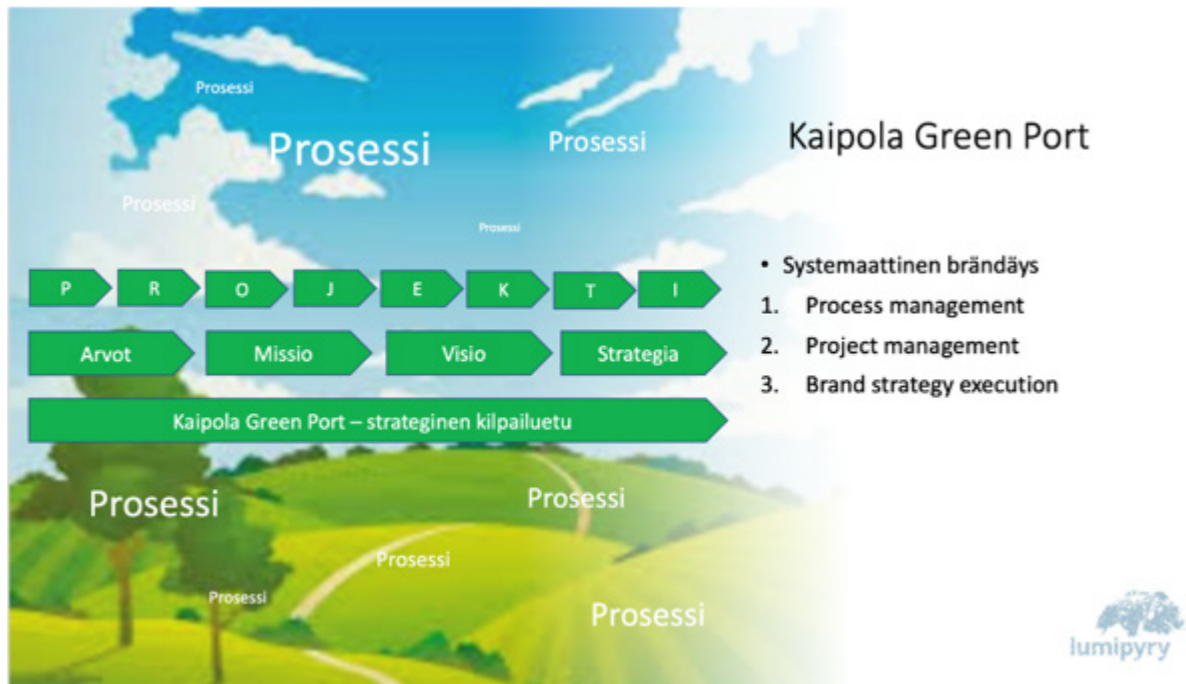 Prosessi
Prosessi
Prosessi
Prosessi
Prosessi
P R O J E K T I
Arvot Missio Visio Strategia
Kaipola Green Port – strateginen kilpailuetu
Prosessi
Prosessi
Prosessi
Prosessi
Prosessi
Kaipola Green Port
• Systemaattinen brändäys
1. Process management
2. Project management
3. Brand strategy execution
lumipyry